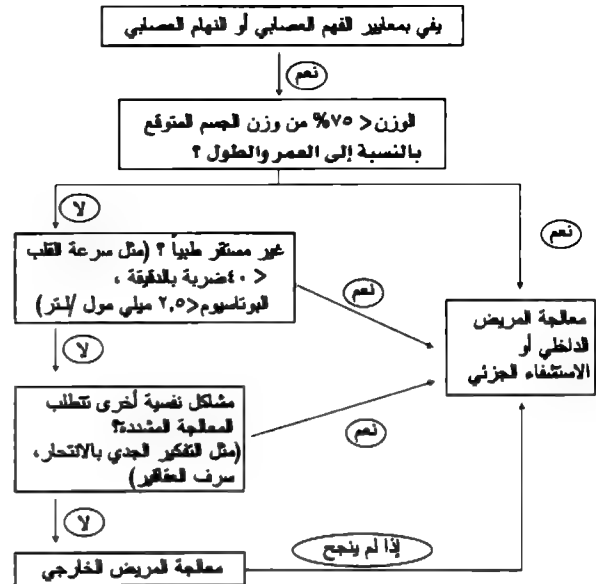 يفي بمعايير القهم العصابي أو النهام العصابي
نعم
الوزن< ٧٥% من وزن الجسم المتوقع
بالنسبة إلى العمر والطول ؟
لا
نعم
غير مستقر طبياً ؟ (مثل سرعة القلب
< ٤٠ضربة بالدقيقة ،
البوتاسيوم<٢,٥ ميلي مول /لتر)
نعم
معالجة المريض
الداخلي أو
الاستشفاء الجزئي
لا
مشاكل نفسية أخرى تتطلب
المعالجة المشددة؟
(مثل التفكير الجدي بالانتحار،
سرف العقاقير)
نعم
لا
معالجة المريض الخارجي
إذا لم ينجح